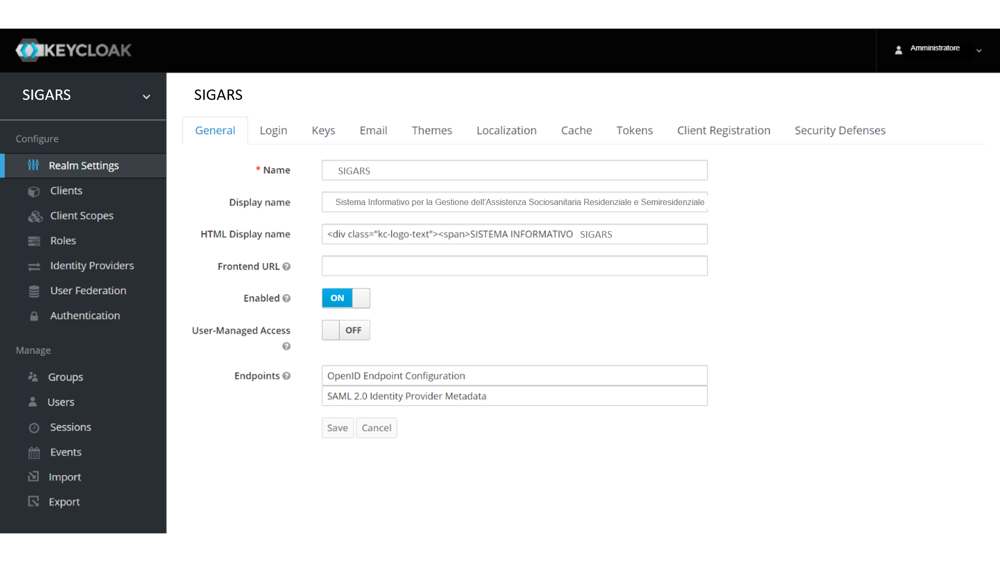 KEYCLOAK
Amministratore
SIGARS
SIGARS
General Login Keys Email Themes Localization Cache Tokens Client Registration Security Defenses
Configure
Realm Settings
Clients
Client Scopes
Roles
Identity Providers
User Federation
Authentication
Manage
Groups
Users
Sessions
Events
Import
Export
* Name SIGARS
Display name Sistema Informativo per la Gestione dell’Assistenza Sociosanitaria Residenziale e Semiresidenziale
HTML Display name <div class="kc-logo-text"><span>SISTEMA INFORMATIVO SIGARS
Frontend URL
Enabled ON
User-Managed Access OFF
Endpoints OpenID Endpoint Configuration
SAML 2.0 Identity Provider Metadata
Save Cancel